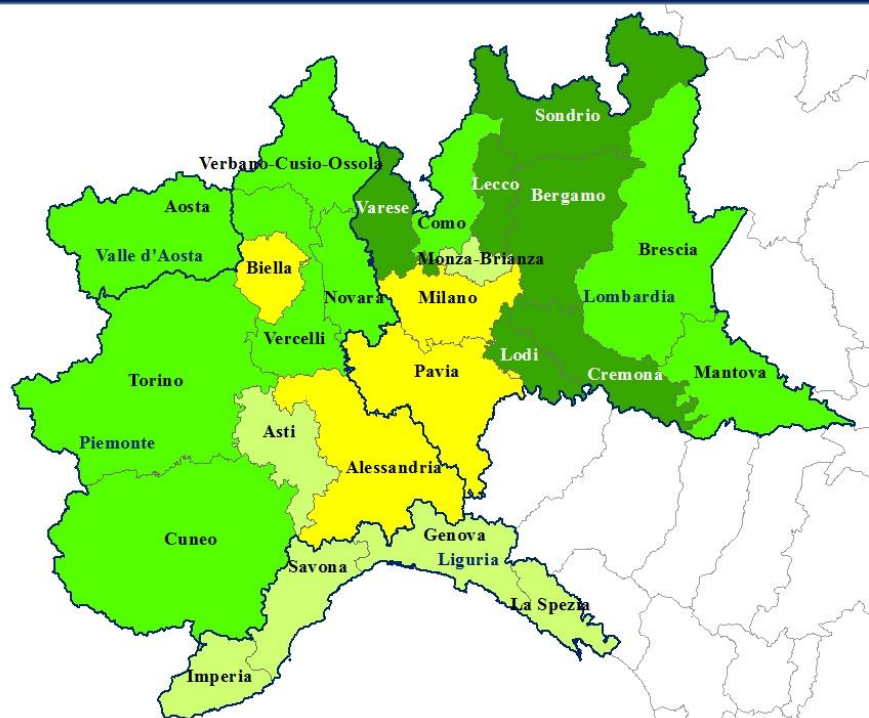 Sondrio
Verbano-Cusio-Ossola
Lecco
Bergamo
Aosta
Varese
Como
Valle d'Aosta
Biella
Monza-Brianza
Brescia
Novara
Milano
Lombardia
Vercelli
Lodi
Torino
Pavia
Cremona
Mantova
Asti
Piemonte
Alessandria
Cuneo
Genova
Liguria
Savona
La Spezia
Imperia